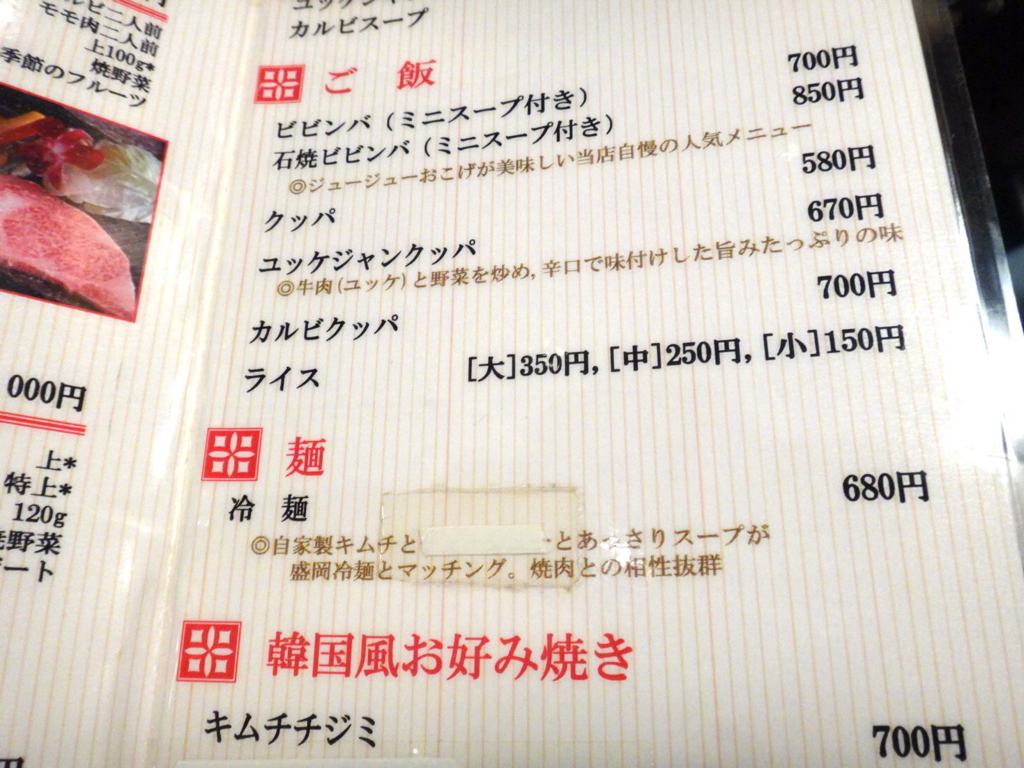 モモ肉二人前
上100g*
焼野菜
季節のフルーツ
000円
上*
特上*
120g
焼野菜
カルビスープ
ご 飯
ビビンバ（ミニスープ付き） 700円
石焼ビビンバ（ミニスープ付き） 850円
◎ジュージューおこげが美味しい当店自慢の人気メニュー
クッパ 580円
ユッケジャンクッパ 670円
◎牛肉(ユッケ)と野菜を炒め,辛口で味付けした旨みたっぷりの味
カルビクッパ 700円
ライス [大]350円, [中]250円, [小]150円
麺
冷 麺 680円
◎自家製キムチと ーとあっさりスープが
盛岡冷麺とマッチング。焼肉との相性抜群
韓国風お好み焼き
キムチチジミ 700円